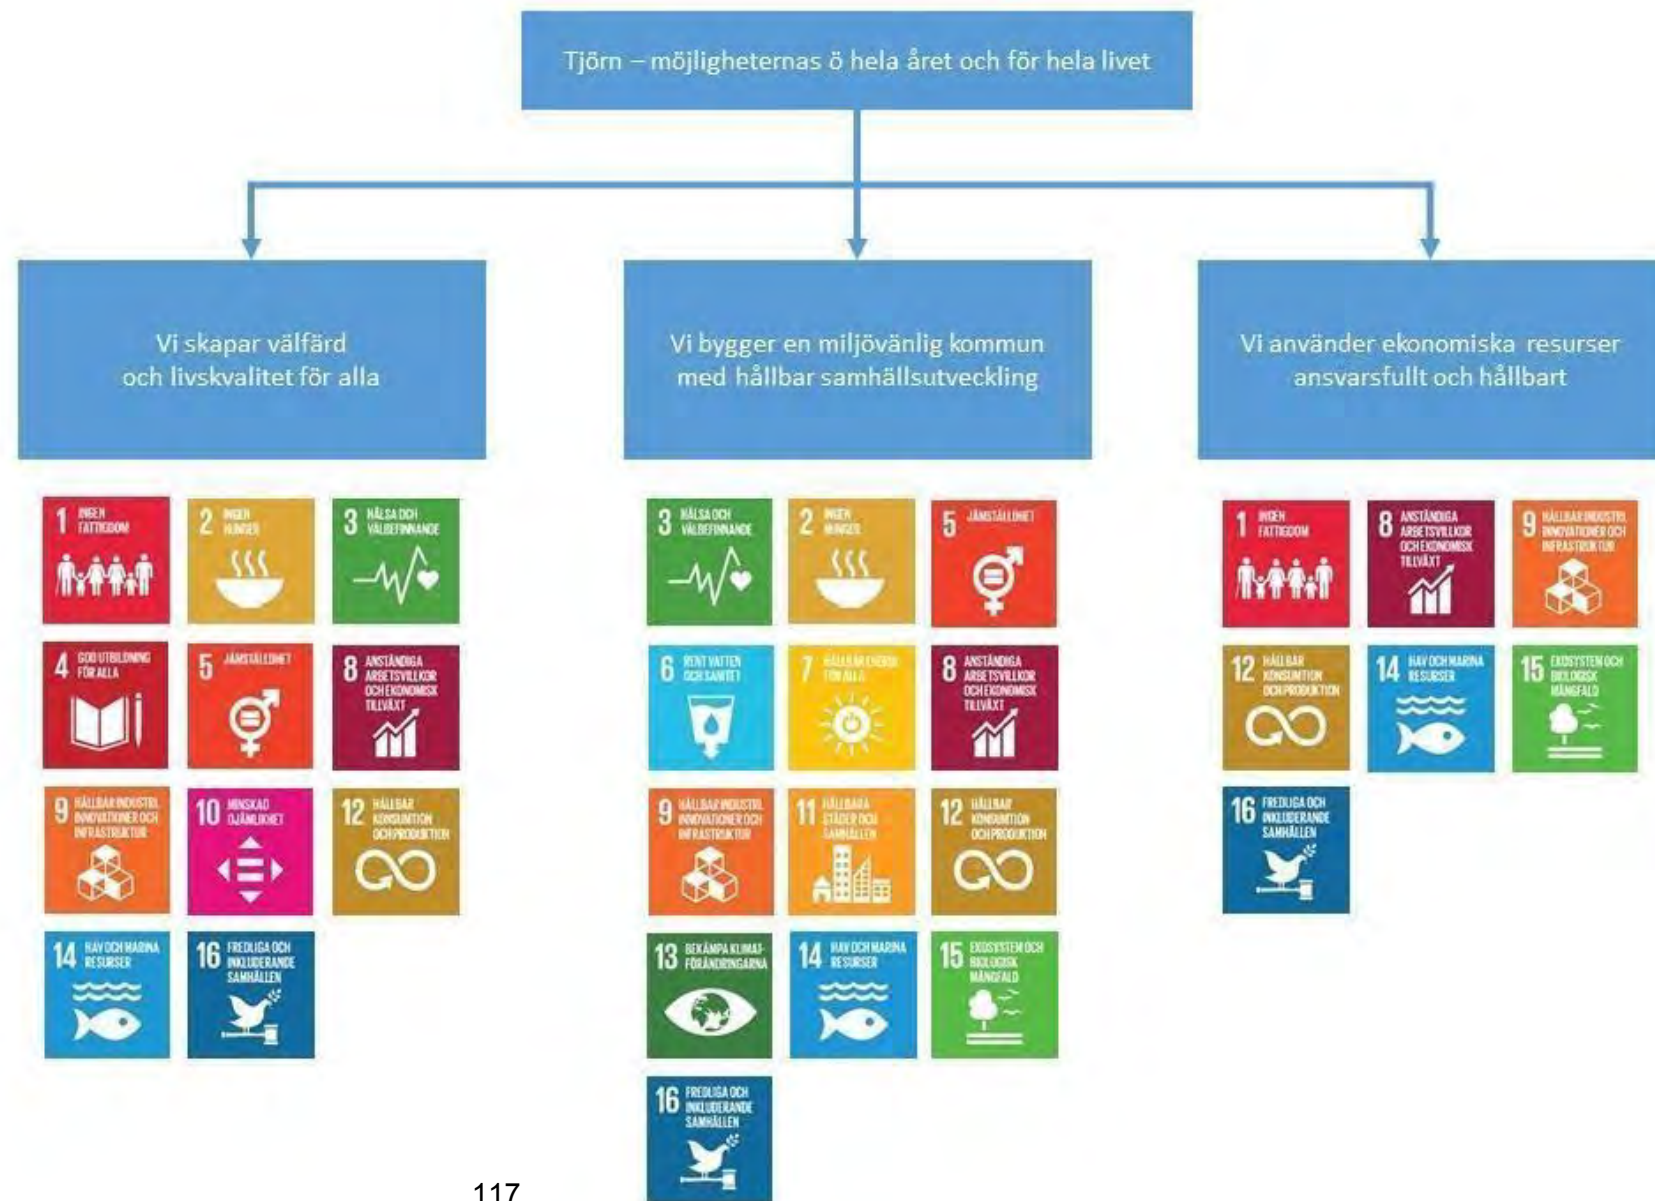 Tjörn – möjligheternas ö hela året och för hela livet
Vi skapar välfärd
och livskvalitet för alla
Vi bygger en miljövänlig kommun
med hållbar samhällsutveckling
Vi använder ekonomiska resurser
ansvarsfullt och hållbart
1 INGEN
FATTIGDOM
2 INGEN
HUNGER
3 HÄLSA OCH
VÄLBEFINNANDE
4 GOD UTBILDNING
FÖR ALLA
5 JÄMSTÄLLDHET
8 ANSTÄNDIGA
ARBETSVILLKOR
OCH EKONOMISK
TILLVÄXT
9 HÅLLBAR INDUSTRI,
INNOVATIONER OCH
INFRASTRUKTUR
10 MINSKAD
OJÄMLIKHET
12 HÅLLBAR
KONSUMTION
OCH PRODUKTION
14 HAV OCH MARINA
RESURSER
16 FREDLIGA OCH
INKLUDERANDE
SAMHÄLLEN
3 HÄLSA OCH
VÄLBEFINNANDE
2 INGEN
HUNGER
5 JÄMSTÄLLDHET
6 RENT VATTEN
OCH SANITET
7 HÅLLBAR ENERGI
FÖR ALLA
8 ANSTÄNDIGA
ARBETSVILLKOR
OCH EKONOMISK
TILLVÄXT
9 HÅLLBAR INDUSTRI,
INNOVATIONER OCH
INFRASTRUKTUR
11 HÅLLBARA
STÄDER OCH
SAMHÄLLEN
12 HÅLLBAR
KONSUMTION
OCH PRODUKTION
13 BEKÄMPA KLIMAT-
FÖRÄNDRINGARNA
14 HAV OCH MARINA
RESURSER
15 EKOSYSTEM OCH
BIOLOGISK
MÅNGFALD
16 FREDLIGA OCH
INKLUDERANDE
SAMHÄLLEN
1 INGEN
FATTIGDOM
8 ANSTÄNDIGA
ARBETSVILLKOR
OCH EKONOMISK
TILLVÄXT
9 HÅLLBAR INDUSTRI,
INNOVATIONER OCH
INFRASTRUKTUR
12 HÅLLBAR
KONSUMTION
OCH PRODUKTION
14 HAV OCH MARINA
RESURSER
15 EKOSYSTEM OCH
BIOLOGISK
MÅNGFALD
16 FREDLIGA OCH
INKLUDERANDE
SAMHÄLLEN
117